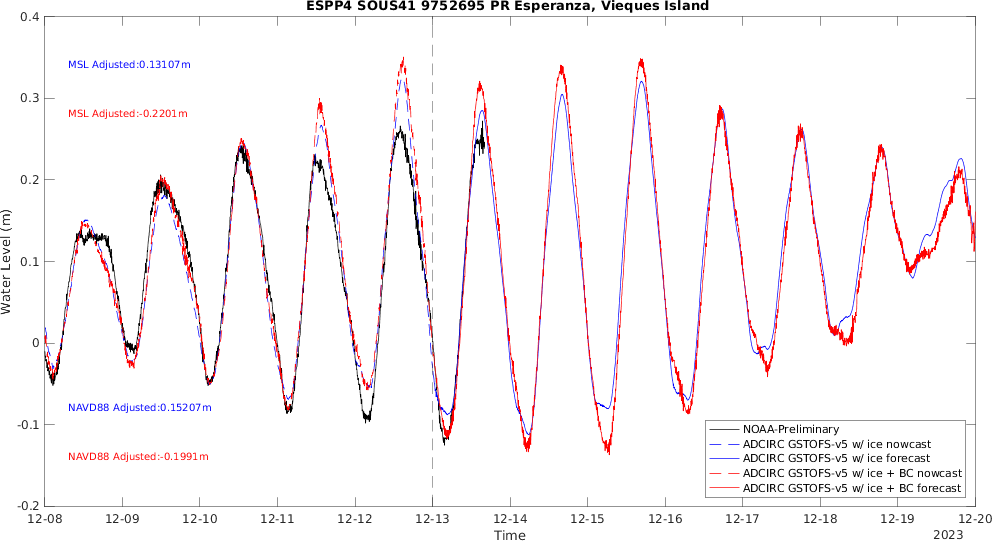 ESPP4 SOUS41 9752695 PR Esperanza, Vieques Island
0.4
0.3
0.2
0.1
0
-0.1
-0.2
Water Level (m)
MSL Adjusted:0.13107m
MSL Adjusted:-0.2201m
NAVD88 Adjusted:0.15207m
NAVD88 Adjusted:-0.1991m
NOAA-Preliminary
ADCIRC GSTOFS-v5 w/ ice nowcast
ADCIRC GSTOFS-v5 w/ ice forecast
ADCIRC GSTOFS-v5 w/ ice + BC nowcast
ADCIRC GSTOFS-v5 w/ ice + BC forecast
12-08 12-09 12-10 12-11 12-12 12-13 12-14 12-15 12-16 12-17 12-18 12-19 12-20
Time
2023